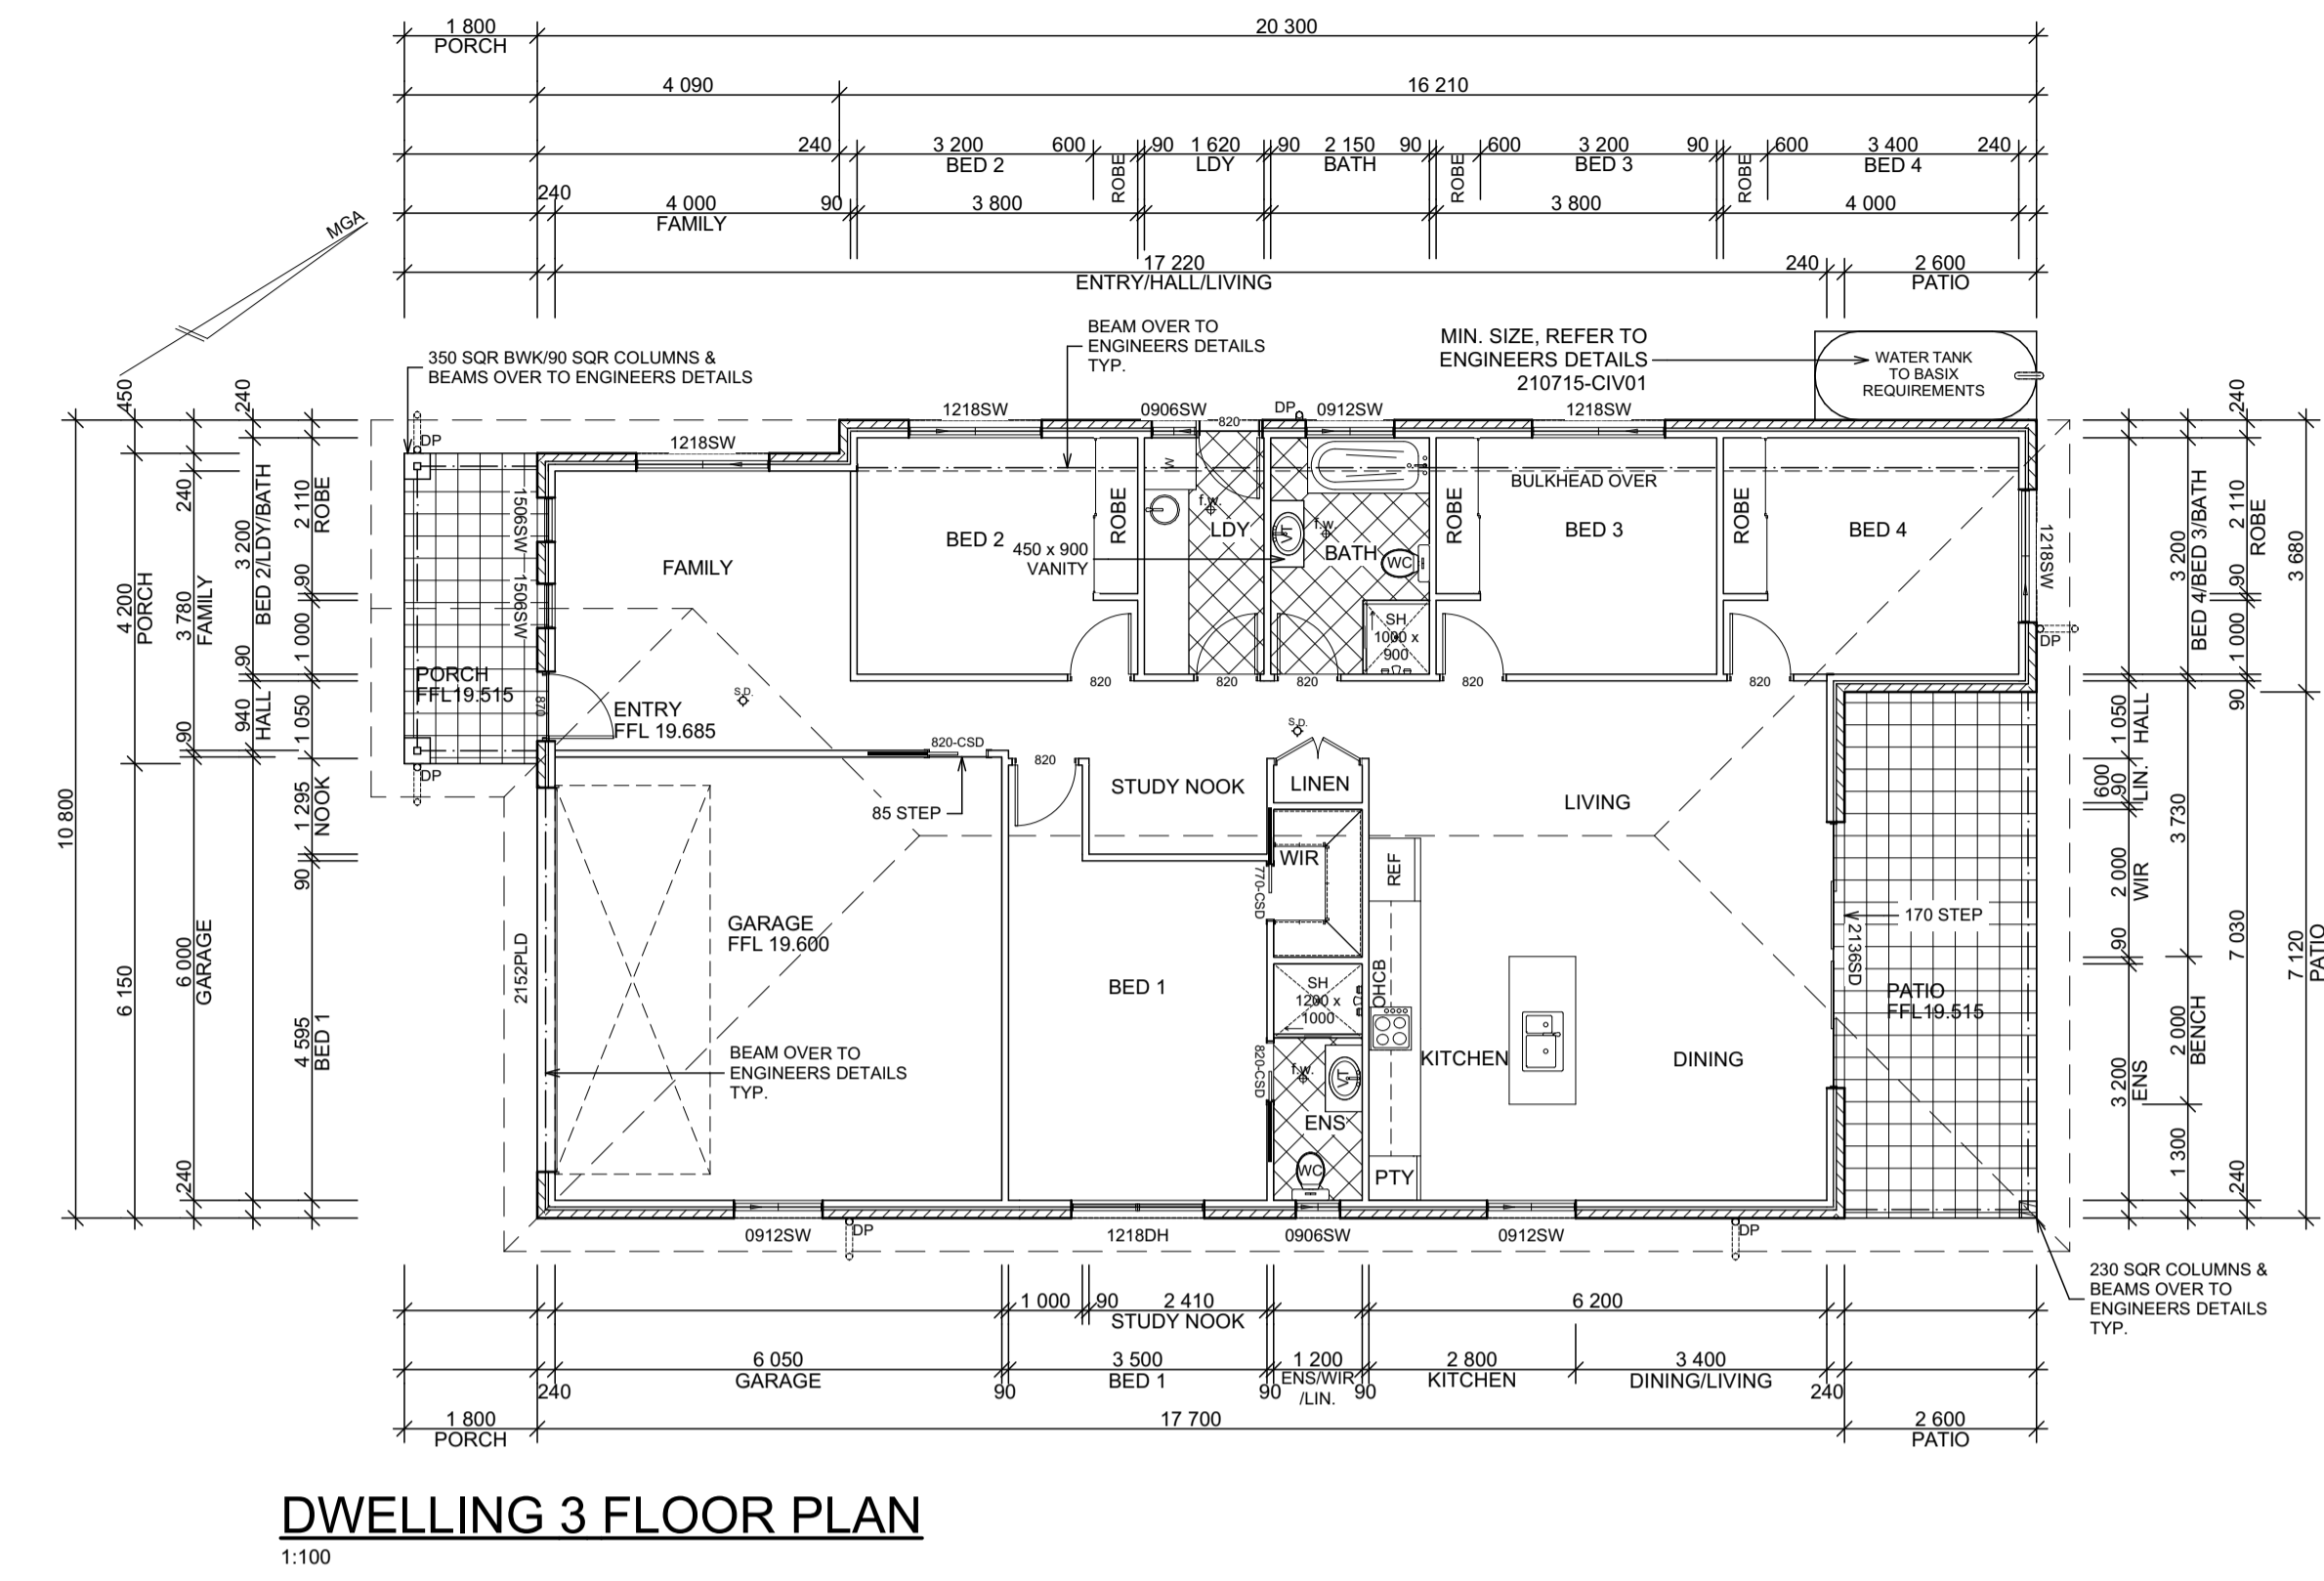 1 800
PORCH
20 300
4 090
16 210
240
3 200
BED 2
600
ROBE
90
1 620
LDY
90
2 150
BATH
90
ROBE
600
3 200
BED 3
90
ROBE
600
3 400
BED 4
240
240
4 000
FAMILY
90
3 800
3 800
4 000
17 220
ENTRY/HALL/LIVING
240
2 600
PATIO
MGA
350 SQR BWK/90 SQR COLUMNS &
BEAMS OVER TO ENGINEERS DETAILS
BEAM OVER TO
ENGINEERS DETAILS
TYP.
MIN. SIZE, REFER TO
ENGINEERS DETAILS
210715-CIV01
WATER TANK
TO BASIX
REQUIREMENTS
10 800
450
4 200
PORCH
6 150
240
3 780
FAMILY
90
6 000
GARAGE
240
240
3 200
BED 2/LDY/BATH
90
940
HALL
2 110
ROBE
90
1 000
1 050
1 295
NOOK
90
4 595
BED 1
DP
1218SW
1218SW
0906SW
820
DP
0912SW
1218SW
1506SW
1506SW
W
f.w.
LDY
ROBE
BED 2
450 x 900
VANITY
VT
f.w.
BATH
WC
SH
1000 x
900
ROBE
BULKHEAD OVER
BED 3
ROBE
BED 4
1218SW
DP
FAMILY
PORCH
FFL19.515
870
ENTRY
FFL 19.685
S.D.
820
820
820
820
820
S.D.
DP
820-CSD
820
85 STEP
STUDY NOOK
LINEN
LIVING
WIR
770-CSD
REF
GARAGE
FFL 19.600
2152PLD
BED 1
SH
1200 x
1000
OHCB
170 STEP
2136SD
PATIO
FFL19.515
BEAM OVER TO
ENGINEERS DETAILS
TYP.
820-CSD
f.w.
VT
ENS
WC
KITCHEN
DINING
PTY
0912SW
DP
1218DH
0906SW
0912SW
DP
3 200
BED 4/BED 3/BATH
240
2 110
ROBE
90
1 000
90
3 680
1 050
HALL
600
LIN.
90
2 000
WIR
90
3 200
ENS
3 730
2 000
BENCH
1 300
7 030
240
7 120
PATIO
230 SQR COLUMNS &
BEAMS OVER TO
ENGINEERS DETAILS
TYP.
1 000
90
2 410
STUDY NOOK
6 200
240
6 050
GARAGE
90
3 500
BED 1
90
1 200
ENS/WIR
/LIN.
90
2 800
KITCHEN
3 400
DINING/LIVING
240
1 800
PORCH
17 700
2 600
PATIO
DWELLING 3 FLOOR PLAN
1:100